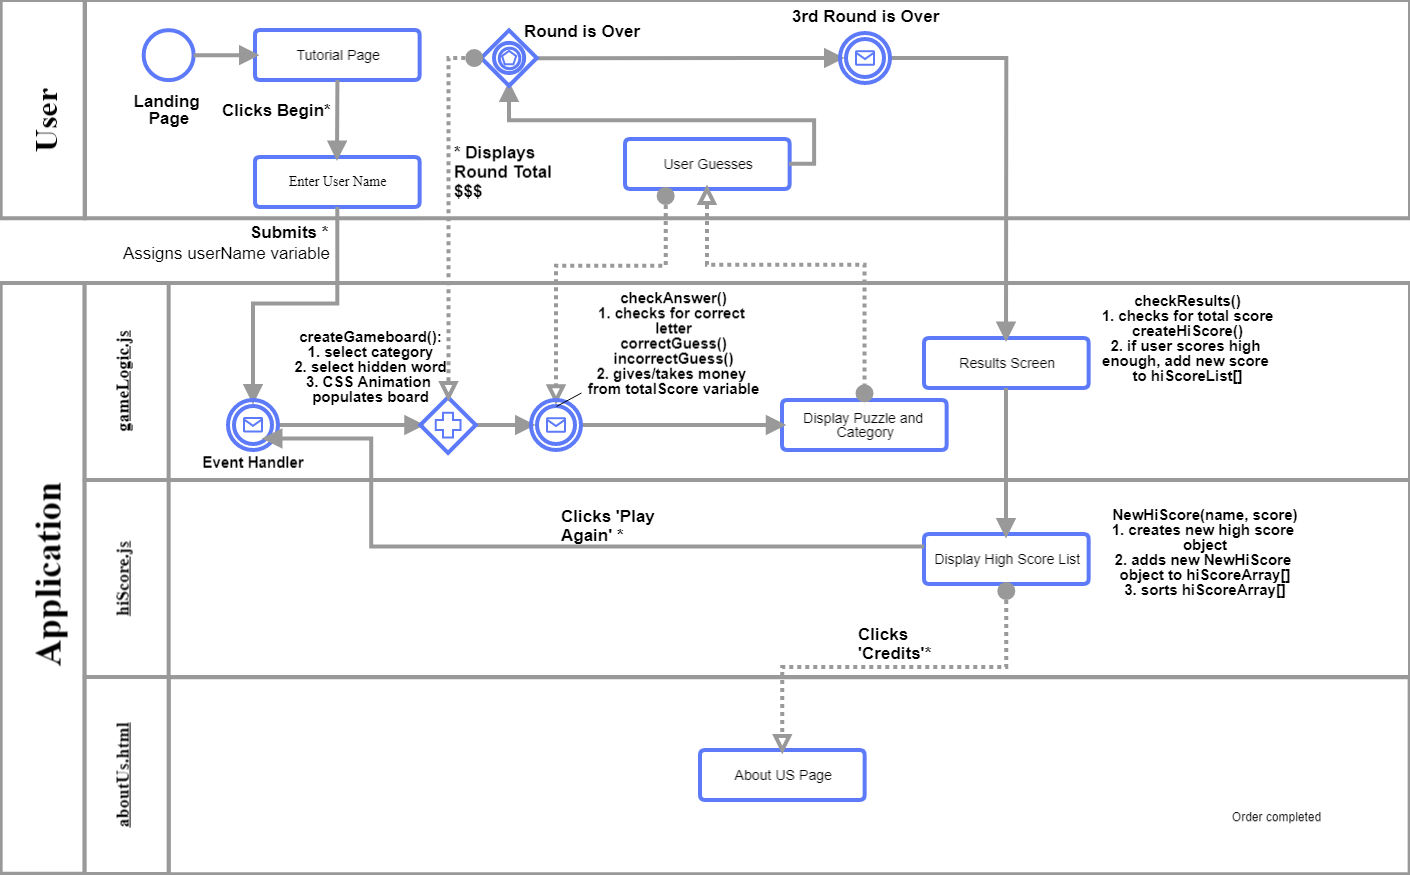 User
Landing
Page
Tutorial Page
Clicks Begin*
Enter User Name
Submits *
Assigns userName variable
Round is Over
3rd Round is Over
* Displays
Round Total
$$$
User Guesses
Application
gameLogic.js
createGameboard():
1. select category
2. select hidden word
3. CSS Animation
populates board
Event Handler
checkAnswer()
1. checks for correct
letter
correctGuess()
incorrectGuess()
2. gives/takes money
from totalScore variable
Display Puzzle and
Category
Results Screen
checkResults()
1. checks for total score
createHiScore()
2. if user scores high
enough, add new score
to hiScoreList[]
hiScore.js
Clicks 'Play
Again' *
Display High Score List
NewHiScore(name, score)
1. creates new high score
object
2. adds new NewHiScore
object to hiScoreArray[]
3. sorts hiScoreArray[]
Clicks
'Credits'*
aboutUs.html
About US Page
Order completed